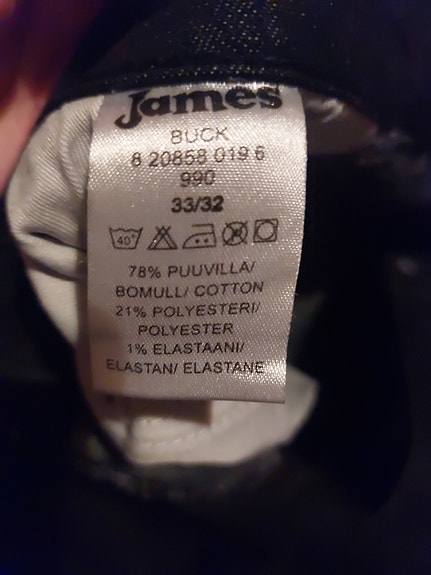 James
BUCK
8 20858 019 6
990
33/32
40°
78% PUUVILLA/
BOMULL/ COTTON
21% POLYESTERI/
POLYESTER
1% ELASTAANI/
ELASTAN/ ELASTANE